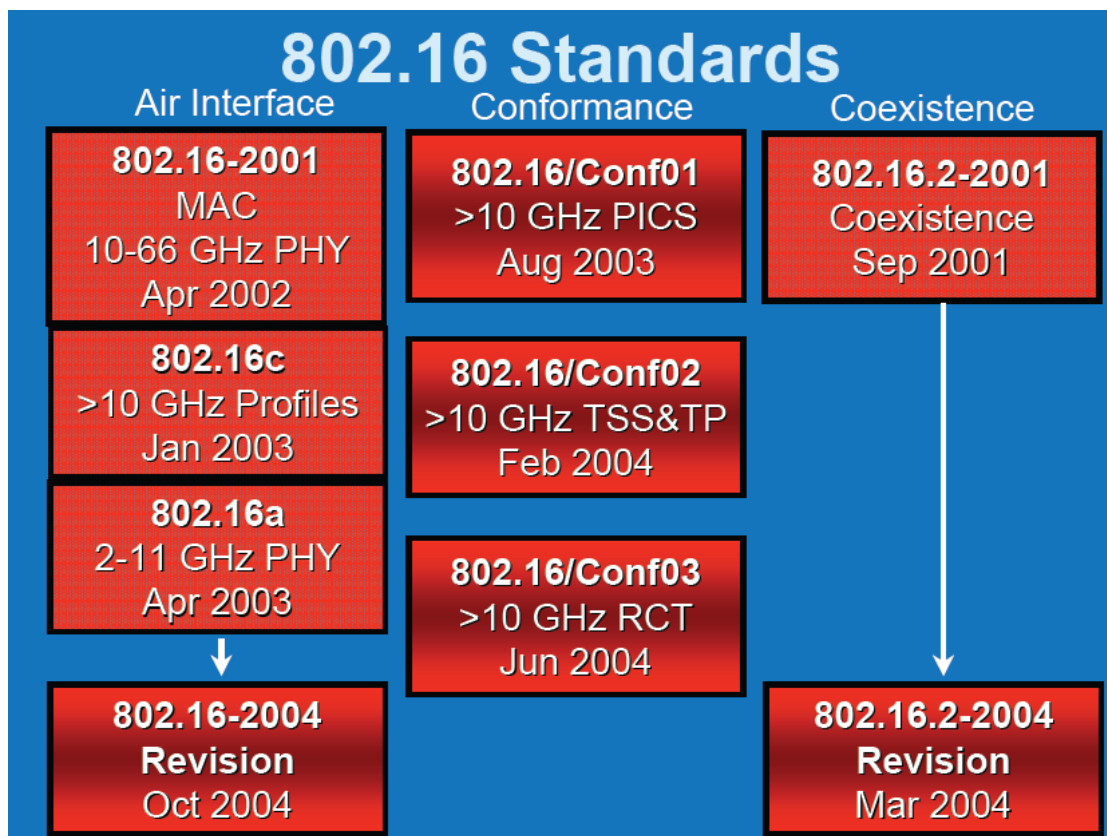 802.16 Standards
Air Interface
802.16-2001
MAC
10-66 GHz PHY
Apr 2002
802.16c
>10 GHz Profiles
Jan 2003
802.16a
2-11 GHz PHY
Apr 2003
802.16-2004
Revision
Oct 2004
Conformance
802.16/Conf01
>10 GHz PICS
Aug 2003
802.16/Conf02
>10 GHz TSS&TP
Feb 2004
802.16/Conf03
>10 GHz RCT
Jun 2004
Coexistence
802.16.2-2001
Coexistence
Sep 2001
802.16.2-2004
Revision
Mar 2004